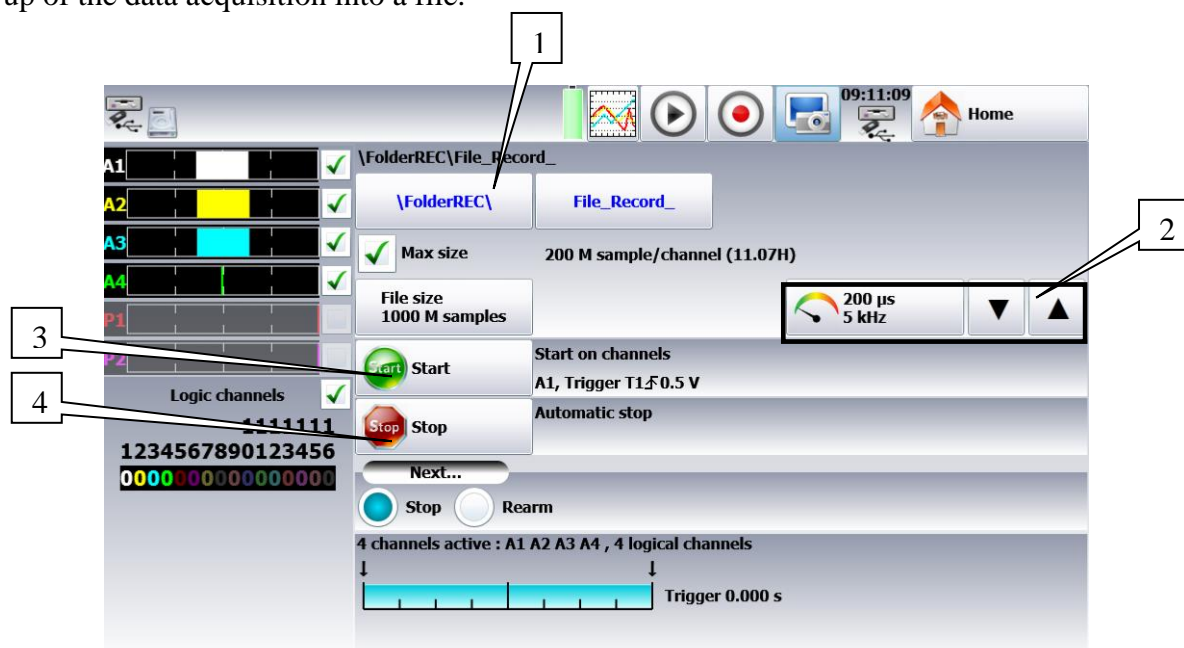 up of the data acquisition into a file.
1
09:11:09
Home
A1
\FolderREC\File_Record_
A2
\FolderREC\
File_Record_
2
A3
Max size
200 M sample/channel (11.07H)
A4
File size
1000 M samples
200 µs
5 kHz
P1
3
P2
Start
Start
Start on channels
A1, Trigger T1 0.5 V
4
Logic channels
Stop
Stop
Automatic stop
1111111
1234567890123456
0000000000000000
Next...
Stop
Rearm
4 channels active : A1 A2 A3 A4 , 4 logical channels
Trigger 0.000 s